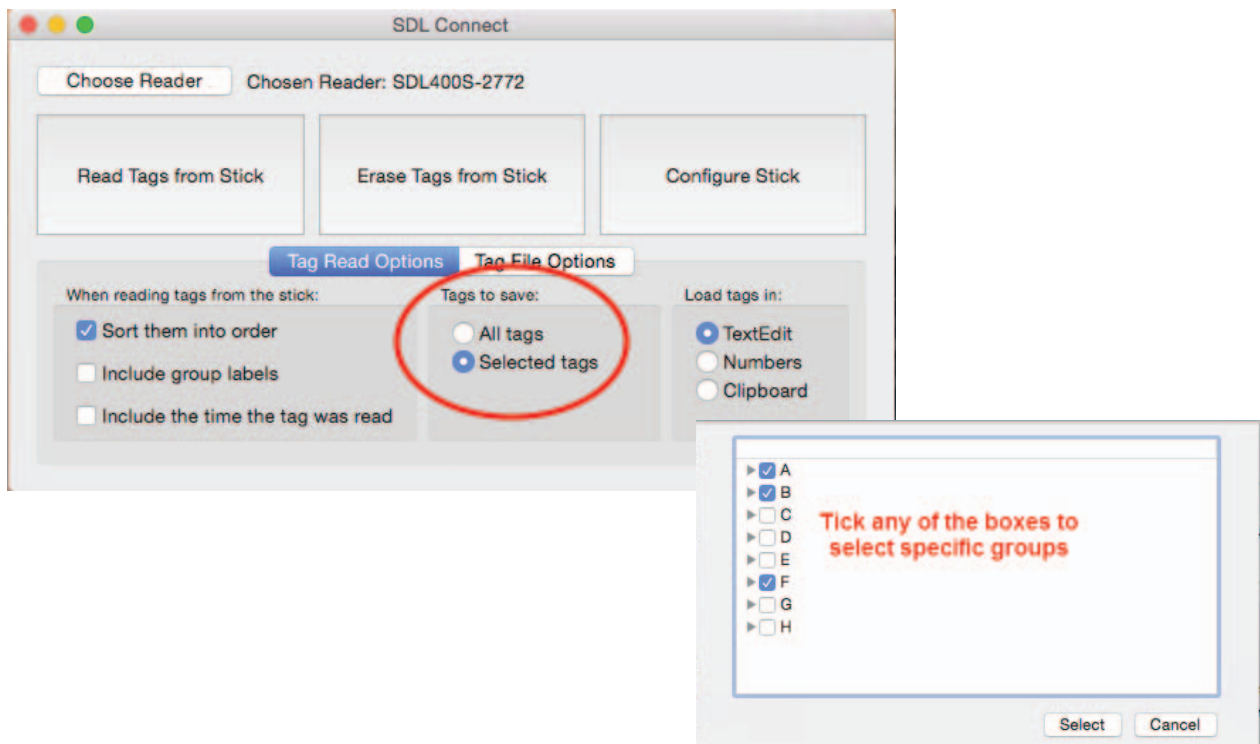 SDL Connect
Choose Reader Chosen Reader: SDL400S-2772
Read Tags from Stick Erase Tags from Stick Configure Stick
Tag Read Options Tag File Options
When reading tags from the stick: Tags to save: Load tags in:
Sort them into order All tags TextEdit
Include group labels Selected tags Numbers
Include the time the tag was read Clipboard
A
B
C
D
E
F
G
H
Tick any of the boxes to
select specific groups
Select Cancel